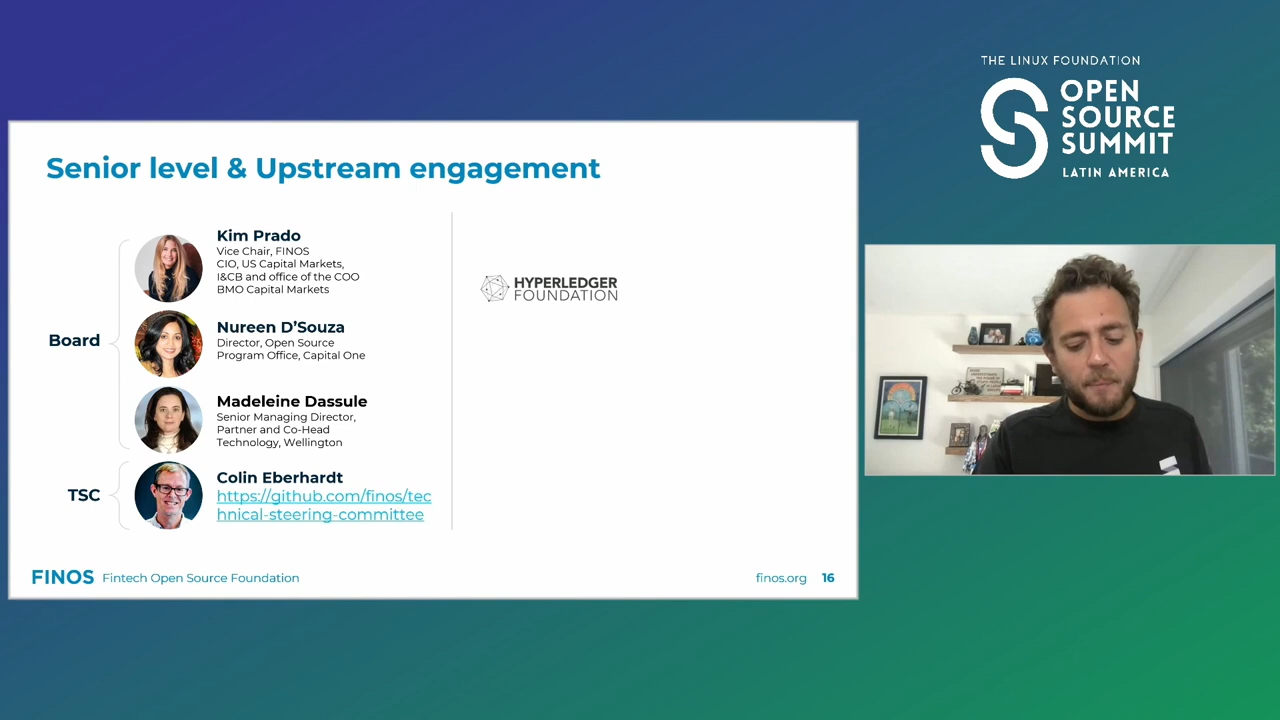 THE LINUX FOUNDATION
OPEN
SOURCE
SUMMIT
LATIN AMERICA
Senior level & Upstream engagement
Board
Kim Prado
Vice Chair, FINOS
CIO, US Capital Markets,
I&CB and office of the COO
BMO Capital Markets
Nureen D’Souza
Director, Open Source
Program Office, Capital One
Madeleine Dassule
Senior Managing Director,
Partner and Co-Head
Technology, Wellington
TSC
Colin Eberhardt
https://github.com/finos/tec
hnical-steering-committee
HYPERLEDGER
FOUNDATION
FINOS Fintech Open Source Foundation
finos.org 16